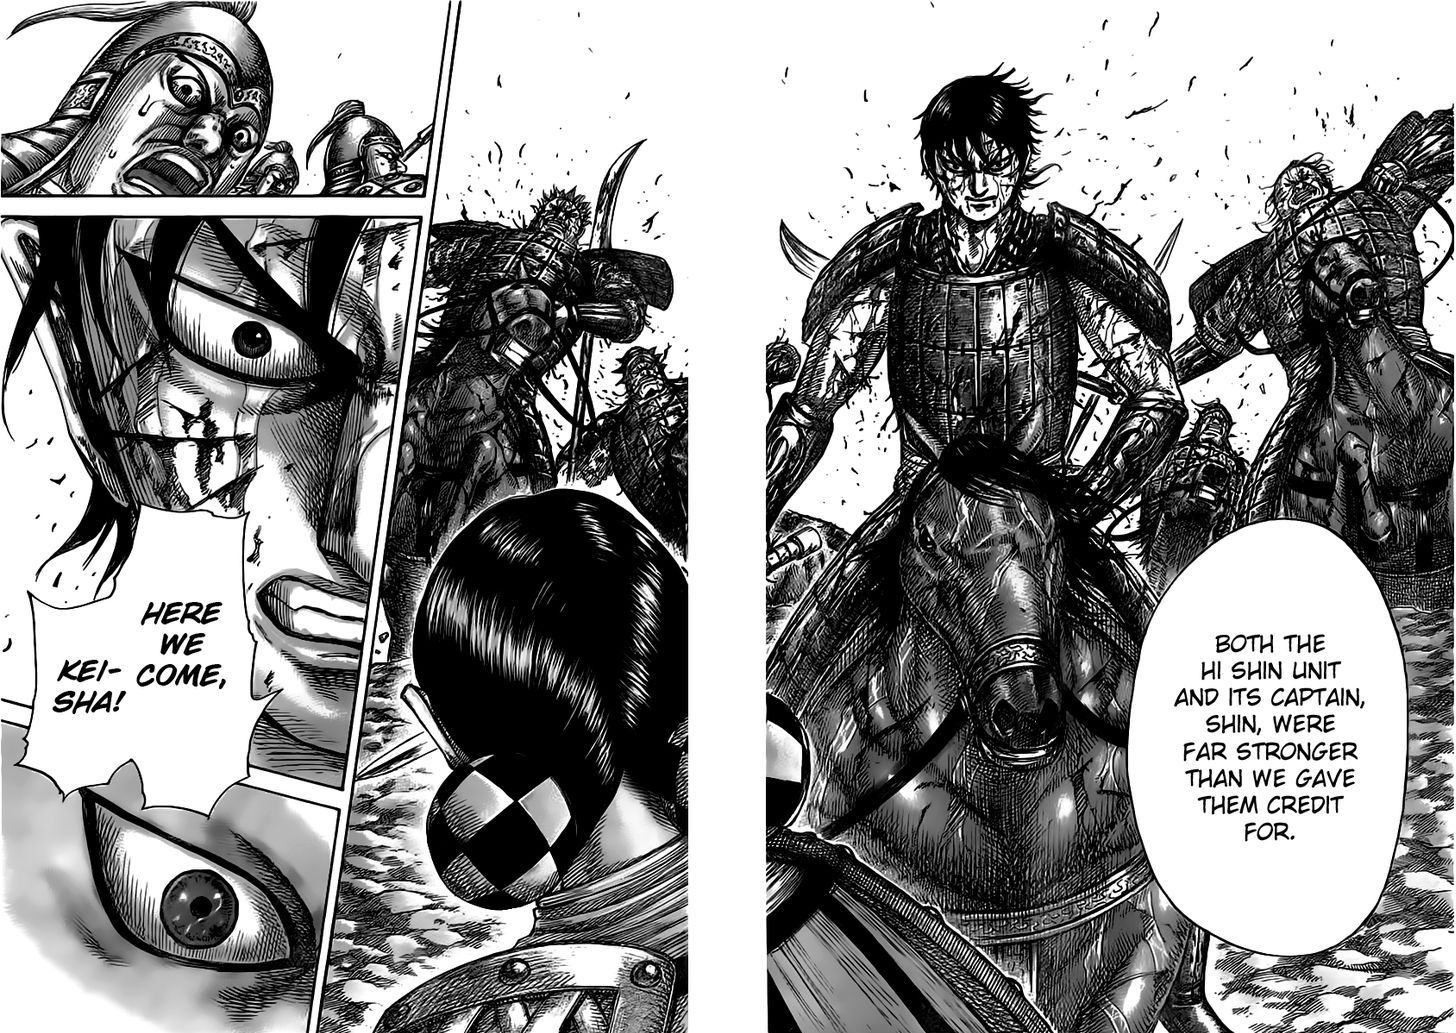 BOTH THE
HI SHIN UNIT
AND ITS CAPTAIN,
SHIN, WERE
FAR STRONGER
THAN WE GAVE
THEM CREDIT
FOR.
HERE
WE
COME,
KEI-
SHA!